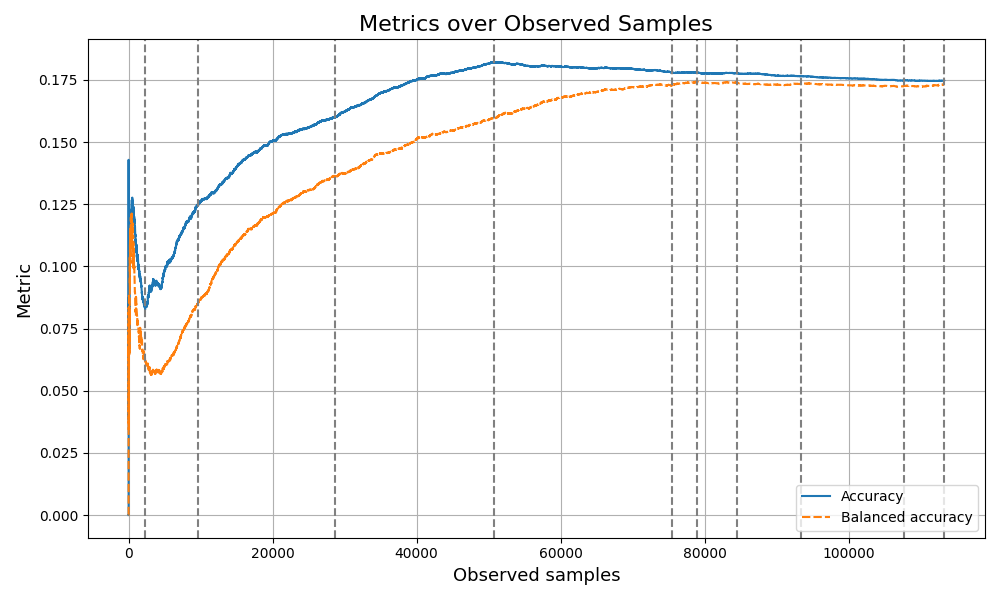 Metrics over Observed Samples
Metric
0.175
0.150
0.125
0.100
0.075
0.050
0.025
0.000
0
20000
40000
60000
80000
100000
Observed samples
Accuracy
Balanced accuracy